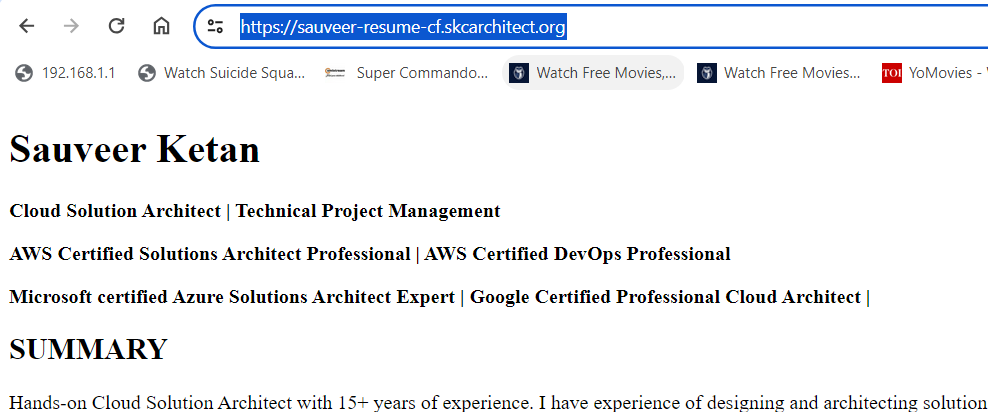 https://sauveer-resume-cf.skcarchitect.org
192.168.1.1 Watch Suicide Squa... Super Commando... Watch Free Movies,... Watch Free Movies... TOI YoMovies -
Sauveer Ketan
Cloud Solution Architect | Technical Project Management
AWS Certified Solutions Architect Professional | AWS Certified DevOps Professional
Microsoft certified Azure Solutions Architect Expert | Google Certified Professional Cloud Architect |
SUMMARY
Hands-on Cloud Solution Architect with 15+ years of experience. I have experience of designing and architecting solution